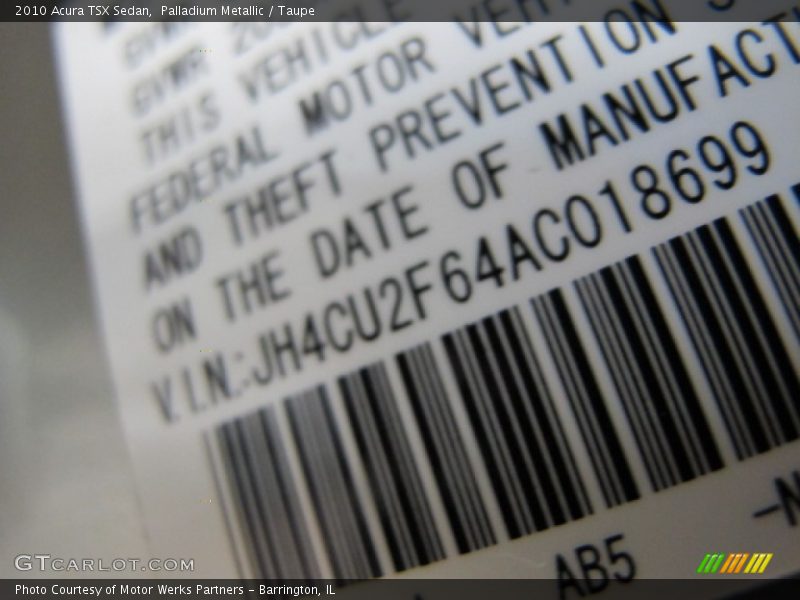 2010 Acura TSX Sedan, Palladium Metallic / Taupe
GVWR
THIS VEHICLE
FEDERAL MOTOR VEH
AND THEFT PREVENTION
ON THE DATE OF MANUFACT
V.I.N.:JH4CU2F64AC018699
AB5
-N
GTCARLOT.COM
Photo Courtesy of Motor Werks Partners – Barrington, IL